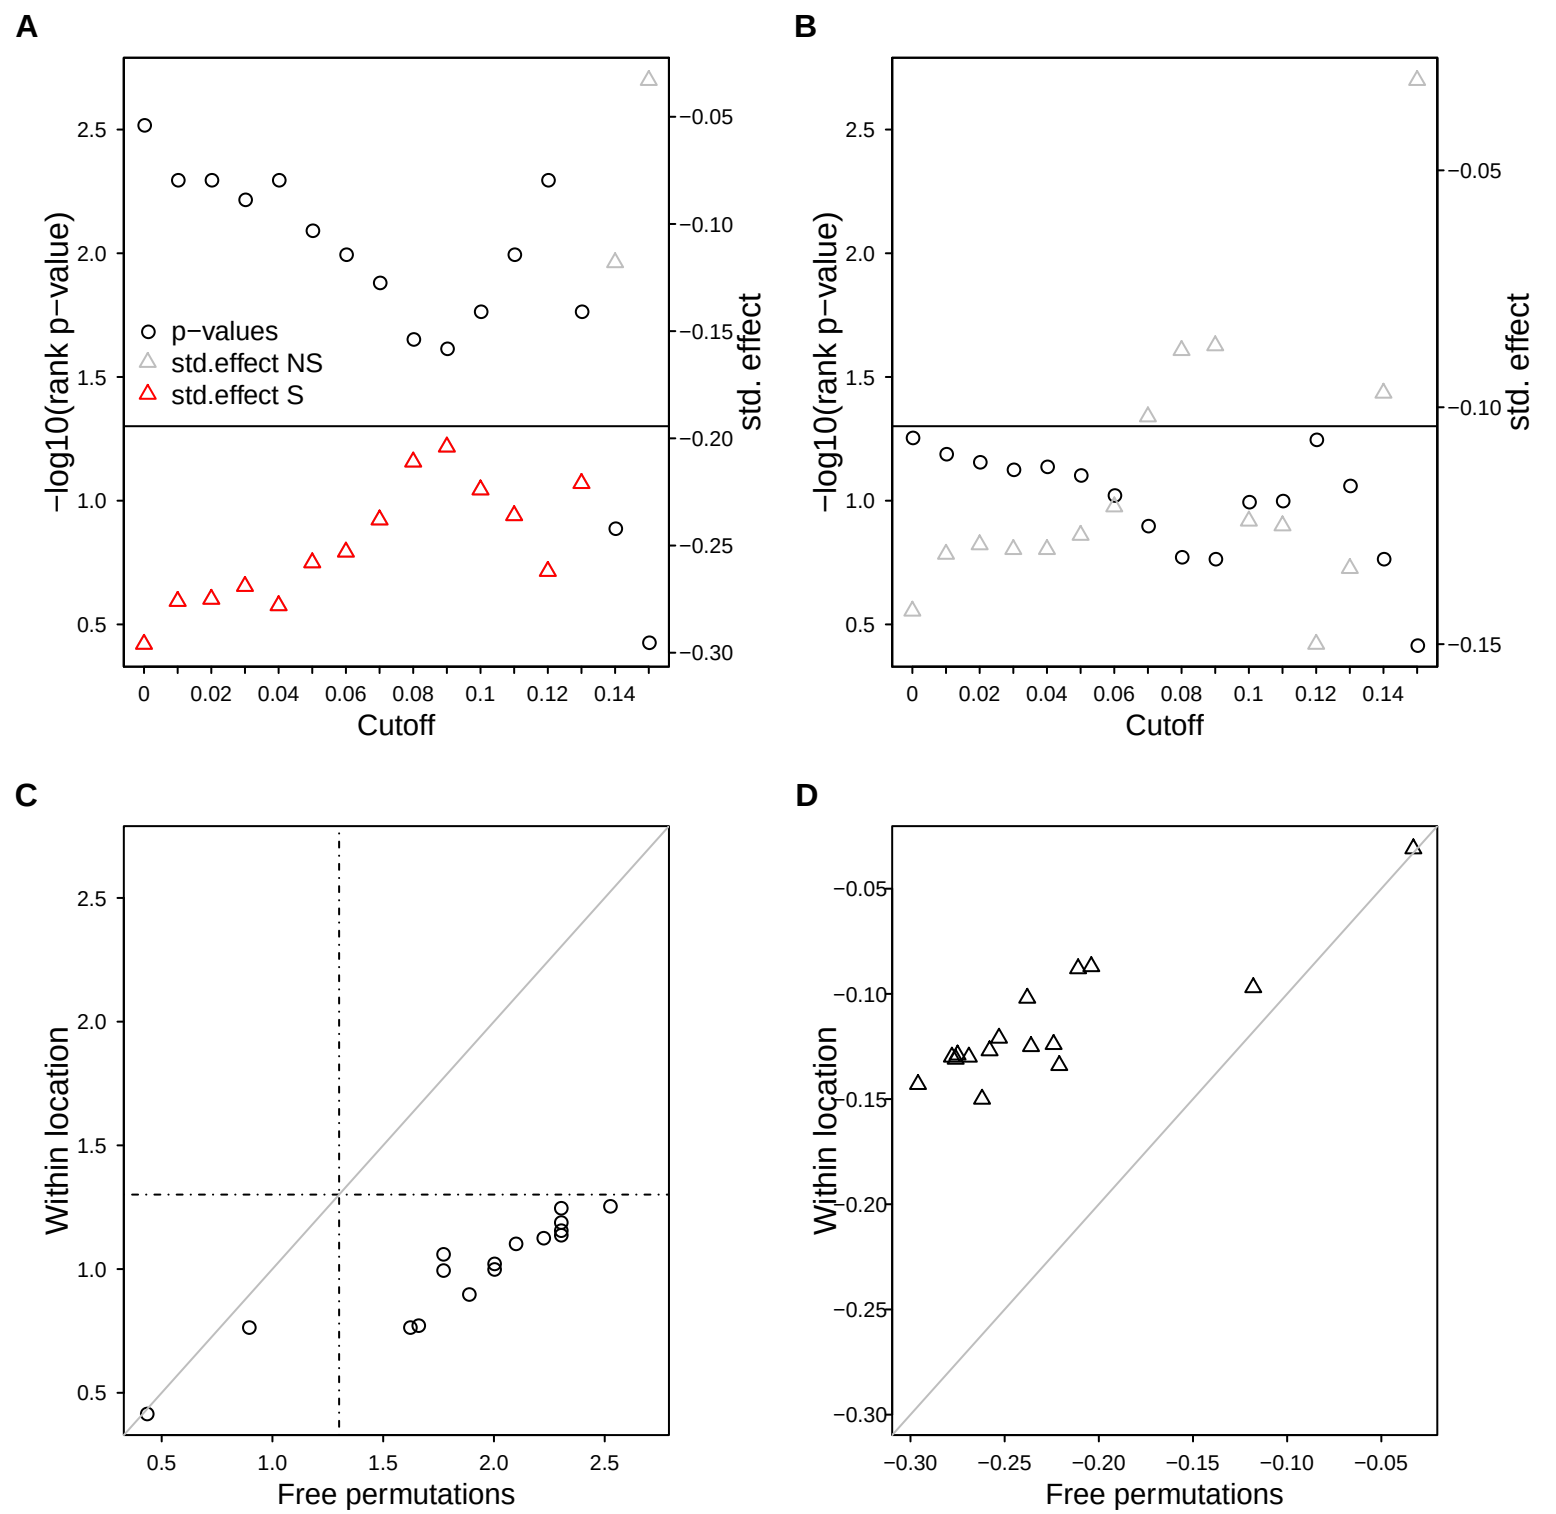 A
B
2.5
2.0
1.5
1.0
0.5
−log10(rank p−value)
p−values
std.effect NS
std.effect S
−0.05
−0.10
−0.15
−0.20
−0.25
−0.30
std. effect
0 0.02 0.04 0.06 0.08 0.1 0.12 0.14
Cutoff
2.5
2.0
1.5
1.0
0.5
−log10(rank p−value)
−0.05
−0.10
−0.15
std. effect
0 0.02 0.04 0.06 0.08 0.1 0.12 0.14
Cutoff
C
D
2.5
2.0
1.5
1.0
0.5
Within location
0.5 1.0 1.5 2.0 2.5
Free permutations
−0.05
−0.10
−0.15
−0.20
−0.25
−0.30
Within location
−0.30 −0.25 −0.20 −0.15 −0.10 −0.05
Free permutations